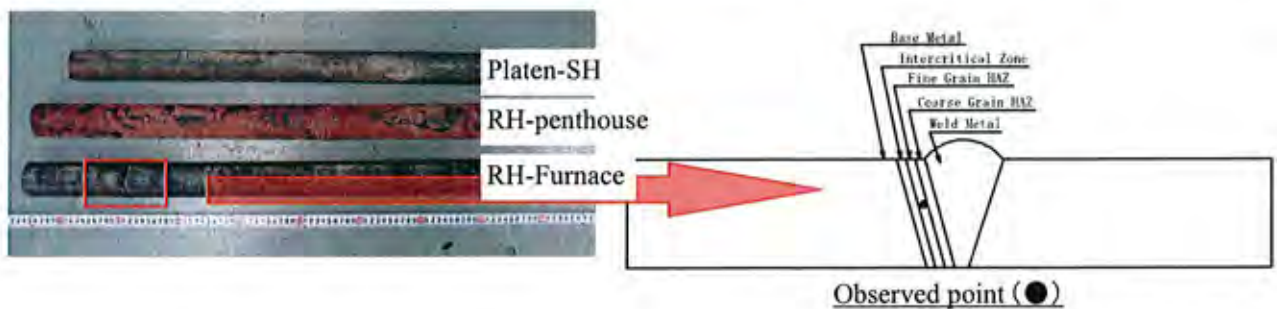 Platen-SH
RH-penthouse
RH-Furnace
Base Metal
Intercritical Zone
Fine Grain HAZ
Coarse Grain HAZ
Weld Metal
Observed point (●)